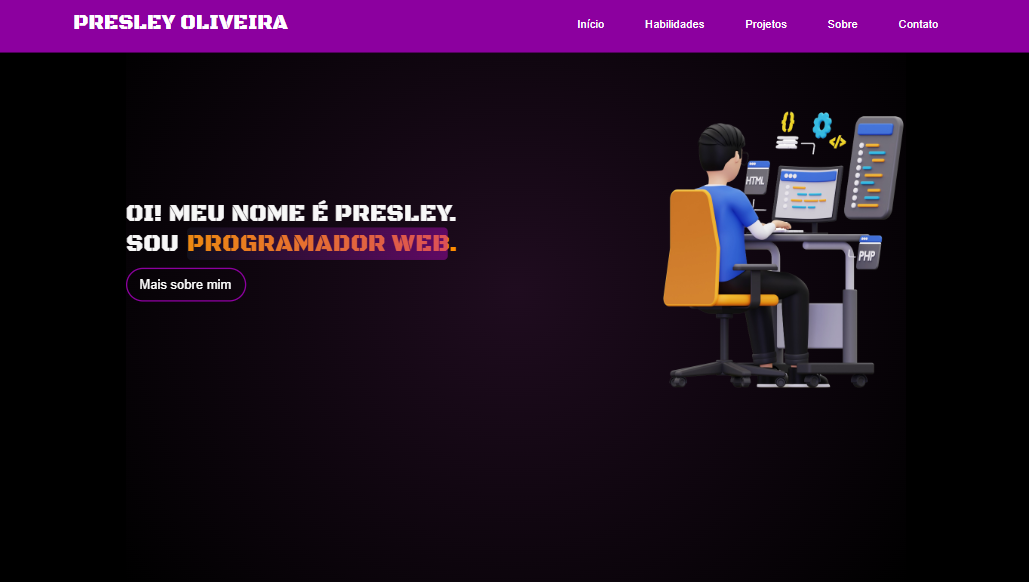 PRESLEY OLIVEIRA
Início Habilidades Projetos Sobre Contato
OI! MEU NOME É PRESLEY.
SOU PROGRAMADOR WEB.
Mais sobre mim
{}
</>
HTML
PHP